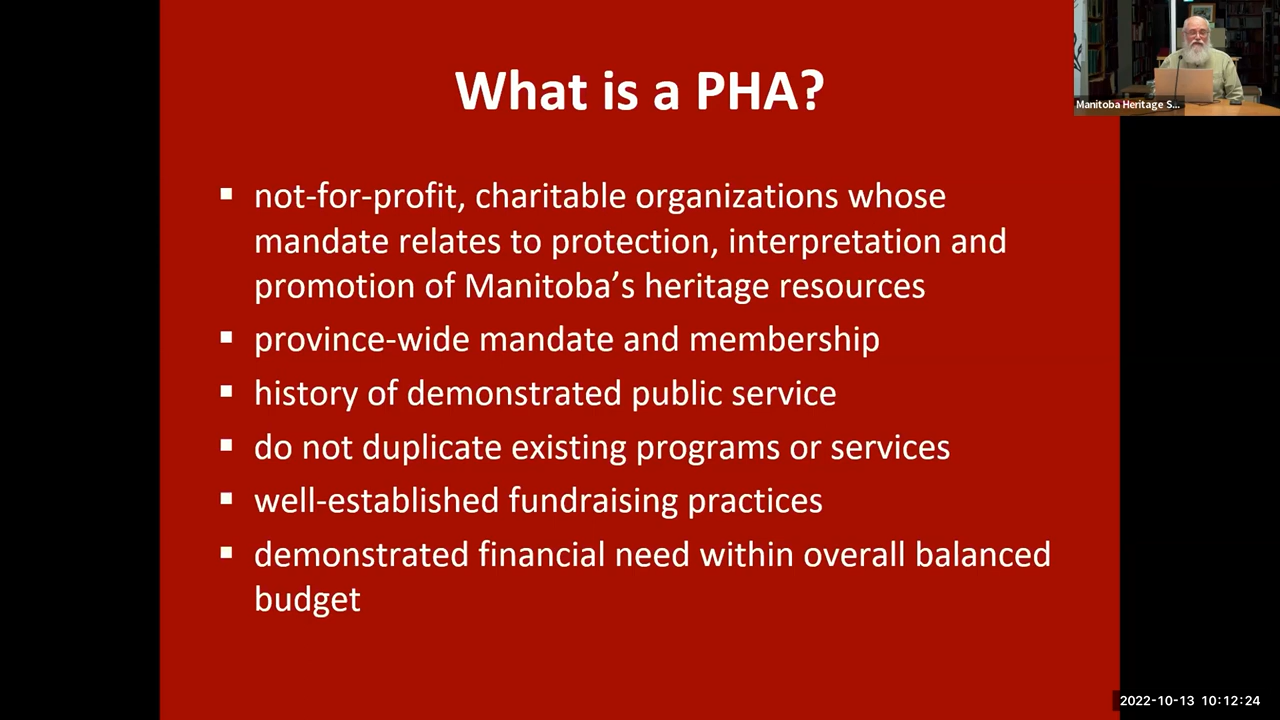 What is a PHA?
Manitoba Heritage S...
▪ not-for-profit, charitable organizations whose
mandate relates to protection, interpretation and
promotion of Manitoba’s heritage resources
▪ province-wide mandate and membership
▪ history of demonstrated public service
▪ do not duplicate existing programs or services
▪ well-established fundraising practices
▪ demonstrated financial need within overall balanced
budget
2022-10-13 10:12:24